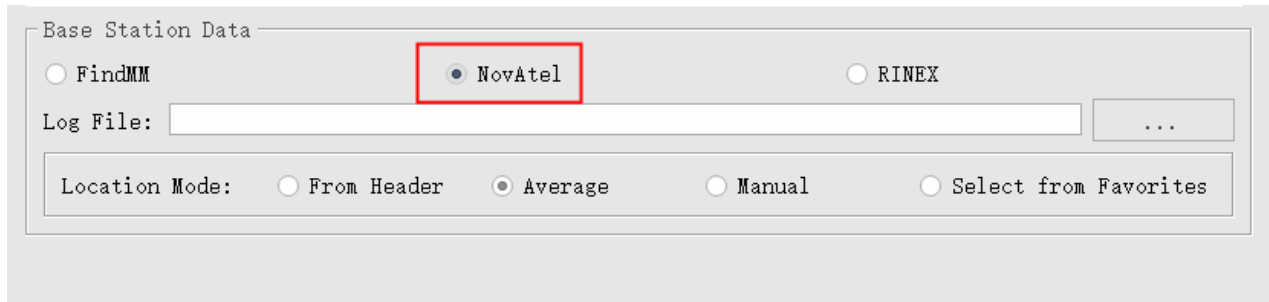 Base Station Data
FindMM NovAtel RINEX
Log File: ...
Location Mode: From Header Average Manual Select from Favorites